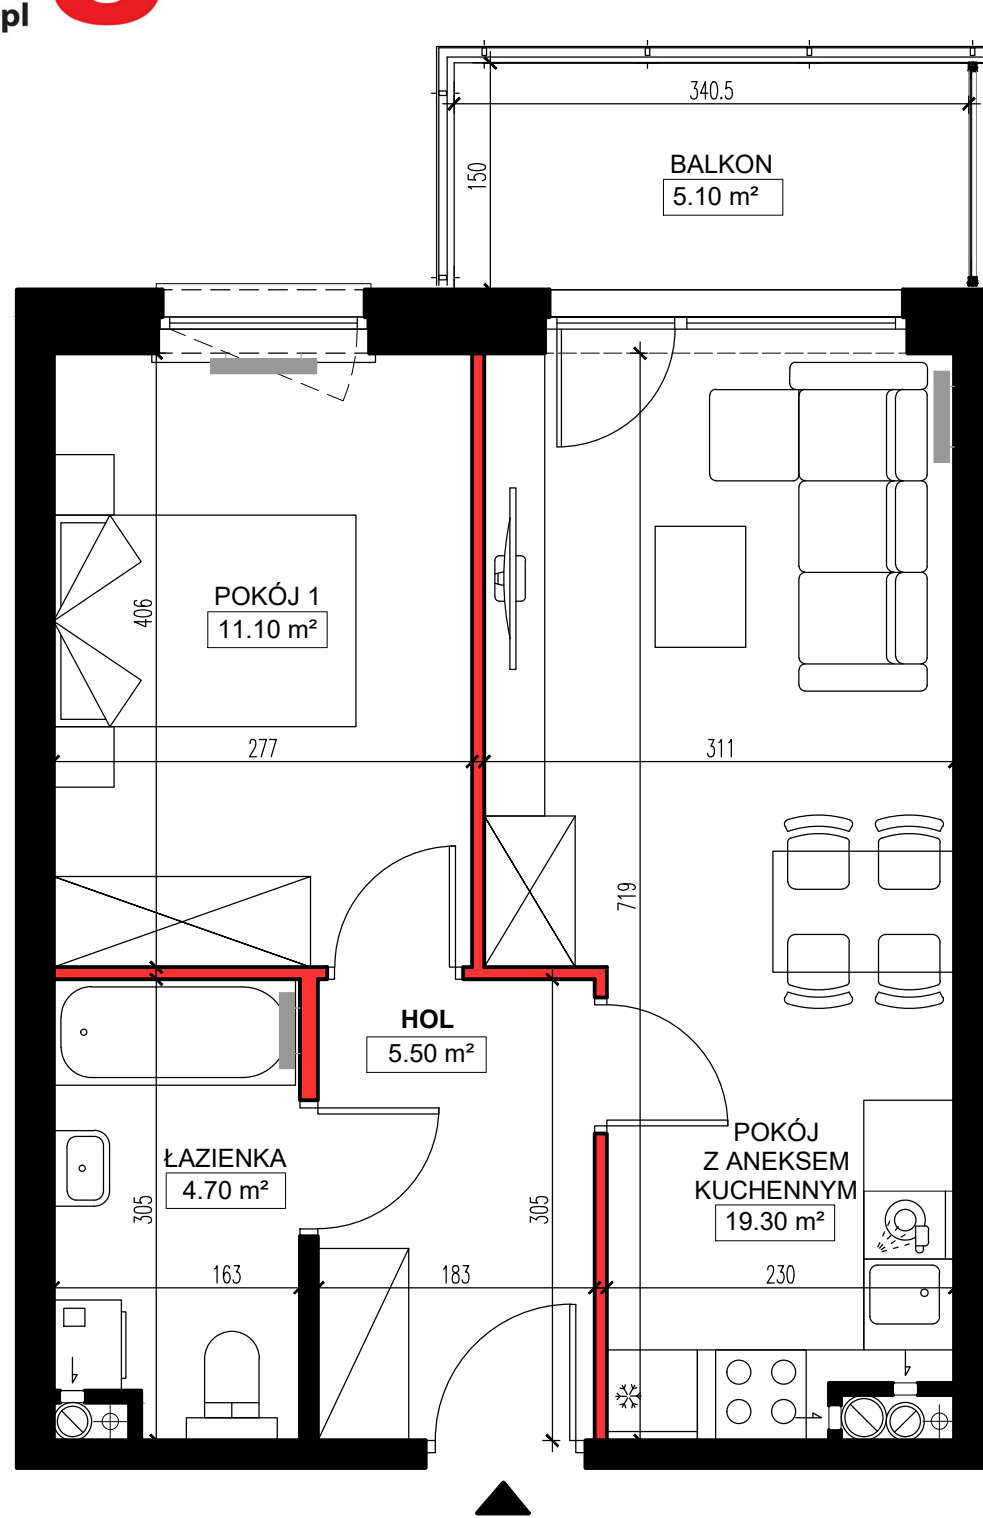 pl
340.5
150
BALKON
5.10 m²
POKÓJ 1
11.10 m²
406
277
311
719
HOL
5.50 m²
ŁAZIENKA
4.70 m²
305
305
POKÓJ
Z ANEKSEM
KUCHENNYM
19.30 m²
163
183
230